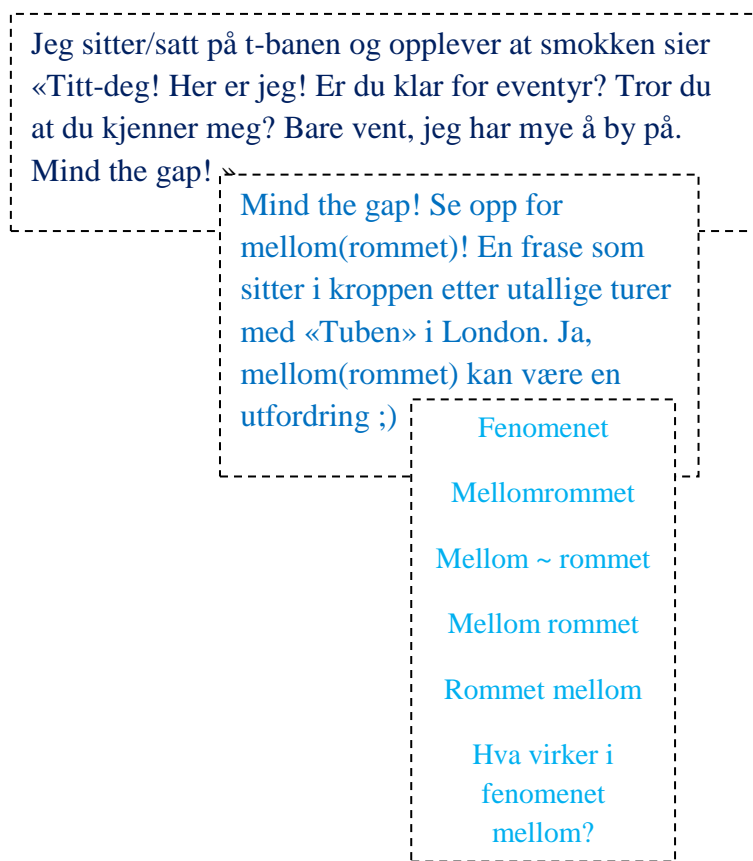 Jeg sitter/satt på t-banen og opplever at smokken sier
«Titt-deg! Her er jeg! Er du klar for eventyr? Tror du
at du kjenner meg? Bare vent, jeg har mye å by på.
Mind the gap! »
Mind the gap! Se opp for
mellom(rommet)! En frase som
sitter i kroppen etter utallige turer
med «Tuben» i London. Ja,
mellom(rommet) kan være en
utfordring ;)
Fenomenet
Mellomrommet
Mellom ~ rommet
Mellom rommet
Rommet mellom
Hva virker i
fenomenet
mellom?